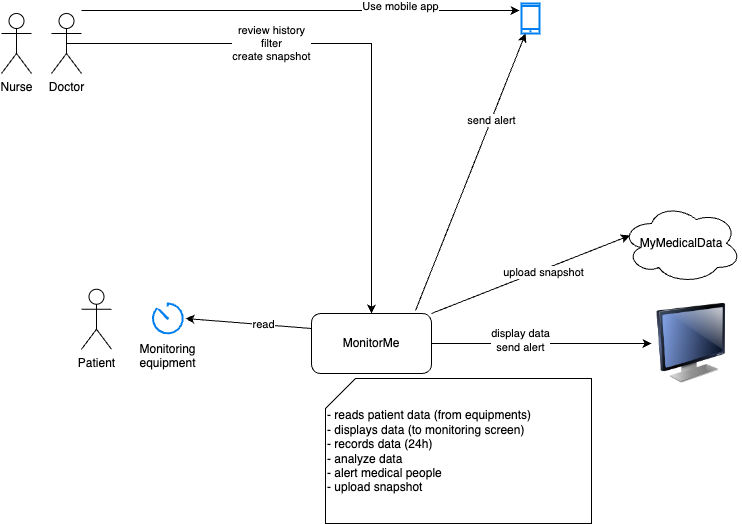 Use mobile app
review history
filter
create snapshot
Nurse
Doctor
send alert
MyMedicalData
upload snapshot
read
MonitorMe
display data
send alert
Monitoring
equipment
Patient
- reads patient data (from equipments)
- displays data (to monitoring screen)
- records data (24h)
- analyze data
- alert medical people
- upload snapshot